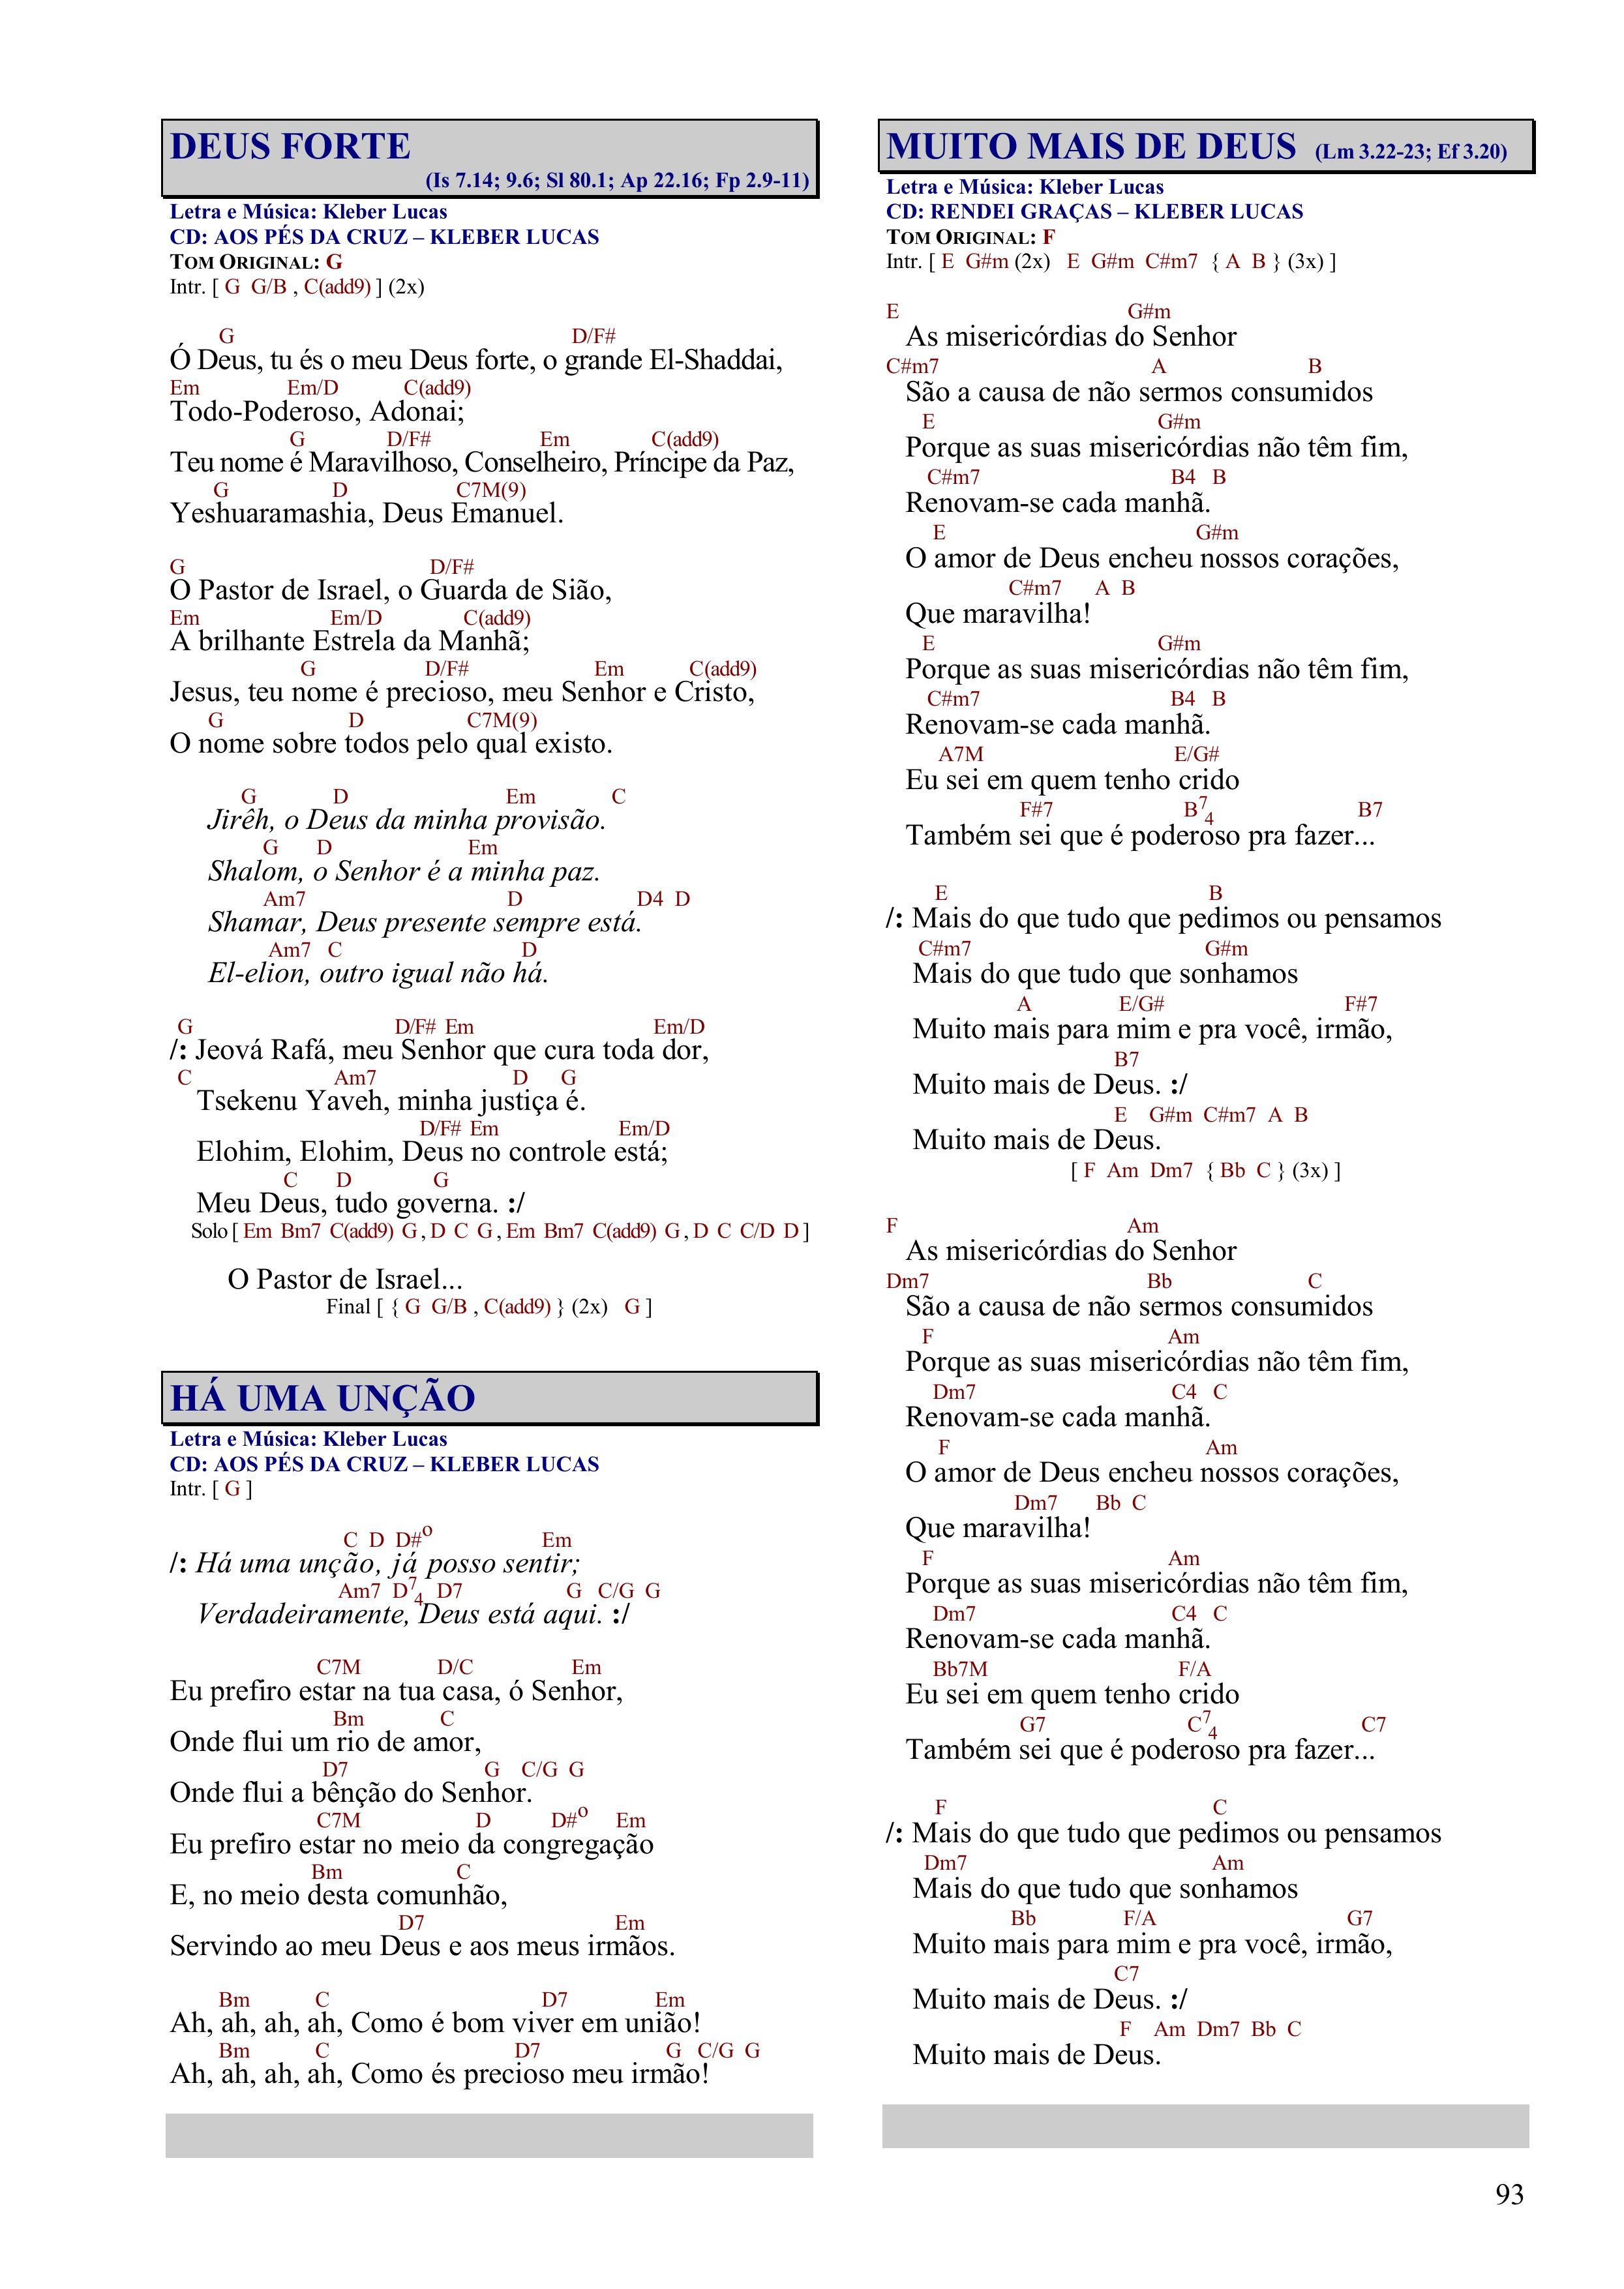 DEUS FORTE
(Is 7.14; 9.6; Sl 80.1; Ap 22.16; Fp 2.9-11)
Letra e Música: Kleber Lucas
CD: AOS PÉS DA CRUZ – KLEBER LUCAS
TOM ORIGINAL: G
Intr. [ G G/B , C(add9) ] (2x)
G D/F#
Ó Deus, tu és o meu Deus forte, o grande El-Shaddai,
Em Em/D C(add9)
Todo-Poderoso, Adonai;
G D/F# Em C(add9)
Teu nome é Maravilhoso, Conselheiro, Príncipe da Paz,
G D C7M(9)
Yeshuaramashia, Deus Emanuel.
G D/F#
O Pastor de Israel, o Guarda de Sião,
Em Em/D C(add9)
A brilhante Estrela da Manhã;
G D/F# Em C(add9)
Jesus, teu nome é precioso, meu Senhor e Cristo,
G D C7M(9)
O nome sobre todos pelo qual existo.
G D Em C
Jirêh, o Deus da minha provisão.
G D Em
Shalom, o Senhor é a minha paz.
Am7 D D4 D
Shamar, Deus presente sempre está.
Am7 C D
El-elion, outro igual não há.
G D/F# Em Em/D
/: Jeová Rafá, meu Senhor que cura toda dor,
C Am7 D G
Tsekenu Yaveh, minha justiça é.
D/F# Em Em/D
Elohim, Elohim, Deus no controle está;
C D G
Meu Deus, tudo governa. :/
Solo [ Em Bm7 C(add9) G , D C G , Em Bm7 C(add9) G , D C C/D D ]
O Pastor de Israel...
Final [ { G G/B , C(add9) } (2x) G ]
HÁ UMA UNÇÃO
Letra e Música: Kleber Lucas
CD: AOS PÉS DA CRUZ – KLEBER LUCAS
Intr. [ G ]
C D D#º Em
/: Há uma unção, já posso sentir;
Am7 D74 D7 G C/G G
Verdadeiramente, Deus está aqui. :/
C7M D/C Em
Eu prefiro estar na tua casa, ó Senhor,
Bm C
Onde flui um rio de amor,
D7 G C/G G
Onde flui a bênção do Senhor.
C7M D D#º Em
Eu prefiro estar no meio da congregação
Bm C
E, no meio desta comunhão,
D7 Em
Servindo ao meu Deus e aos meus irmãos.
Bm C D7 Em
Ah, ah, ah, ah, Como é bom viver em união!
Bm C D7 G C/G G
Ah, ah, ah, ah, Como és precioso meu irmão!
MUITO MAIS DE DEUS (Lm 3.22-23; Ef 3.20)
Letra e Música: Kleber Lucas
CD: RENDEI GRAÇAS – KLEBER LUCAS
TOM ORIGINAL: F
Intr. [ E G#m (2x) E G#m C#m7 { A B } (3x) ]
E G#m
As misericórdias do Senhor
C#m7 A B
São a causa de não sermos consumidos
E G#m
Porque as suas misericórdias não têm fim,
C#m7 B4 B
Renovam-se cada manhã.
E G#m
O amor de Deus encheu nossos corações,
C#m7 A B
Que maravilha!
E G#m
Porque as suas misericórdias não têm fim,
C#m7 B4 B
Renovam-se cada manhã.
A7M E/G#
Eu sei em quem tenho crido
F#7 B74 B7
Também sei que é poderoso pra fazer...
E B
/: Mais do que tudo que pedimos ou pensamos
C#m7 G#m
Mais do que tudo que sonhamos
A E/G# F#7
Muito mais para mim e pra você, irmão,
B7
Muito mais de Deus. :/
E G#m C#m7 A B
Muito mais de Deus.
[ F Am Dm7 { Bb C } (3x) ]
F Am
As misericórdias do Senhor
Dm7 Bb C
São a causa de não sermos consumidos
F Am
Porque as suas misericórdias não têm fim,
Dm7 C4 C
Renovam-se cada manhã.
F Am
O amor de Deus encheu nossos corações,
Dm7 Bb C
Que maravilha!
F Am
Porque as suas misericórdias não têm fim,
Dm7 C4 C
Renovam-se cada manhã.
Bb7M F/A
Eu sei em quem tenho crido
G7 C74 C7
Também sei que é poderoso pra fazer...
F C
/: Mais do que tudo que pedimos ou pensamos
Dm7 Am
Mais do que tudo que sonhamos
Bb F/A G7
Muito mais para mim e pra você, irmão,
C7
Muito mais de Deus. :/
F Am Dm7 Bb C
Muito mais de Deus.
93